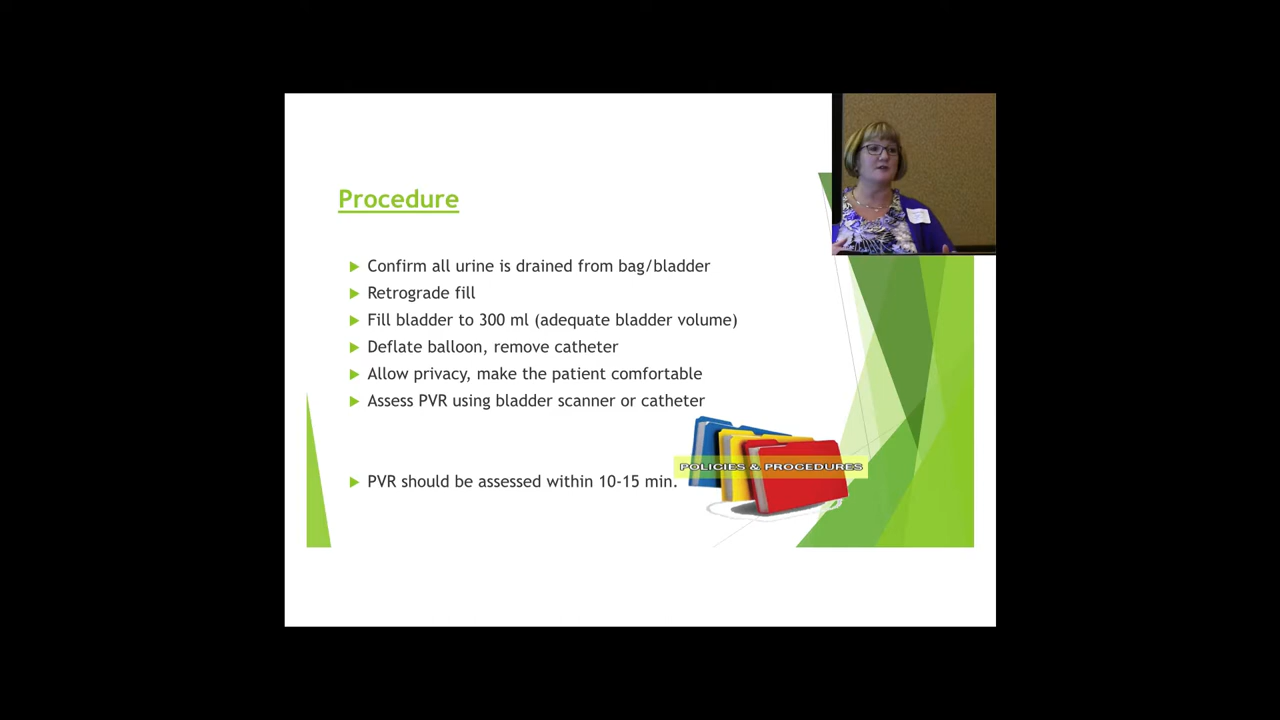 Procedure
Confirm all urine is drained from bag/bladder
Retrograde fill
Fill bladder to 300 ml (adequate bladder volume)
Deflate balloon, remove catheter
Allow privacy, make the patient comfortable
Assess PVR using bladder scanner or catheter
POLICIES & PROCEDURES
PVR should be assessed within 10-15 min.